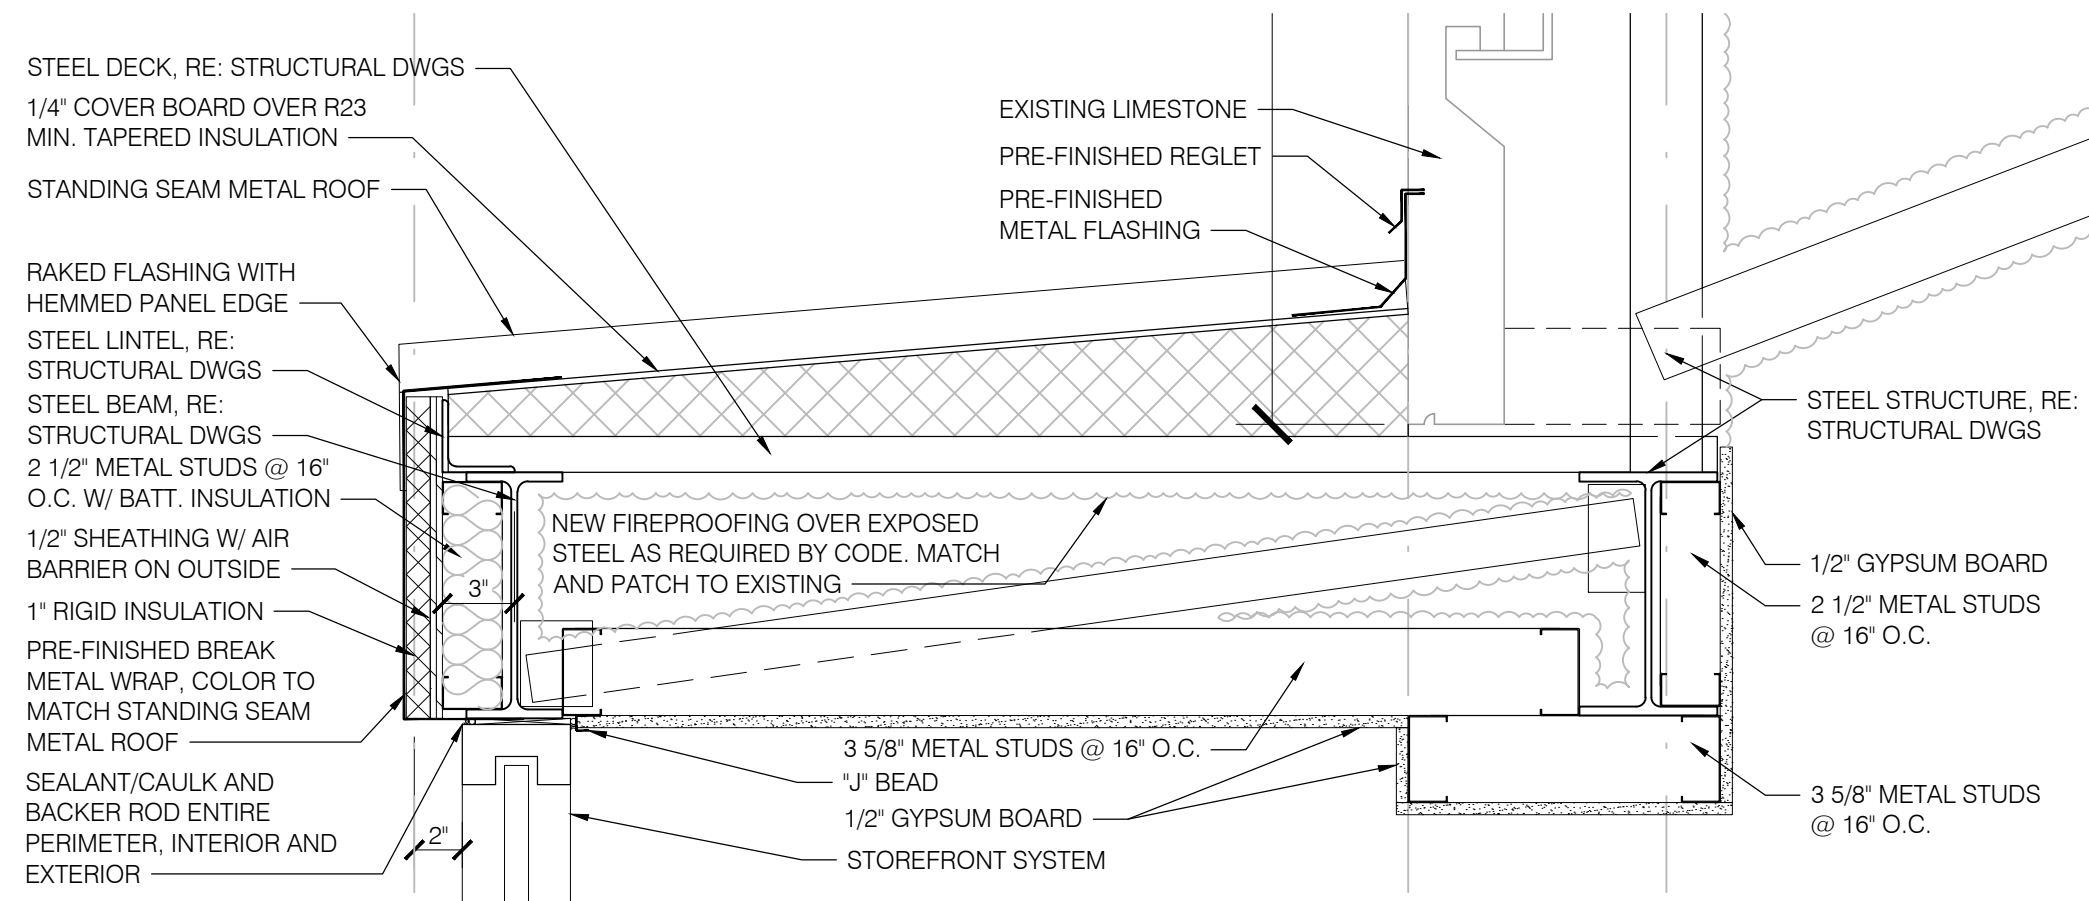 STEEL DECK, RE: STRUCTURAL DWGS
1/4" COVER BOARD OVER R23
MIN. TAPERED INSULATION
STANDING SEAM METAL ROOF
RAKED FLASHING WITH
HEMMED PANEL EDGE
STEEL LINTEL, RE:
STRUCTURAL DWGS
STEEL BEAM, RE:
STRUCTURAL DWGS
2 1/2" METAL STUDS @ 16"
O.C. W/ BATT. INSULATION
1/2" SHEATHING W/ AIR
BARRIER ON OUTSIDE
1" RIGID INSULATION
PRE-FINISHED BREAK
METAL WRAP, COLOR TO
MATCH STANDING SEAM
METAL ROOF
SEALANT/CAULK AND
BACKER ROD ENTIRE
PERIMETER, INTERIOR AND
EXTERIOR
3"
2"
NEW FIREPROOFING OVER EXPOSED
STEEL AS REQUIRED BY CODE. MATCH
AND PATCH TO EXISTING
EXISTING LIMESTONE
PRE-FINISHED REGLET
PRE-FINISHED
METAL FLASHING
3 5/8" METAL STUDS @ 16" O.C.
"J" BEAD
1/2" GYPSUM BOARD
STOREFRONT SYSTEM
STEEL STRUCTURE, RE:
STRUCTURAL DWGS
1/2" GYPSUM BOARD
2 1/2" METAL STUDS
@ 16" O.C.
3 5/8" METAL STUDS
@ 16" O.C.